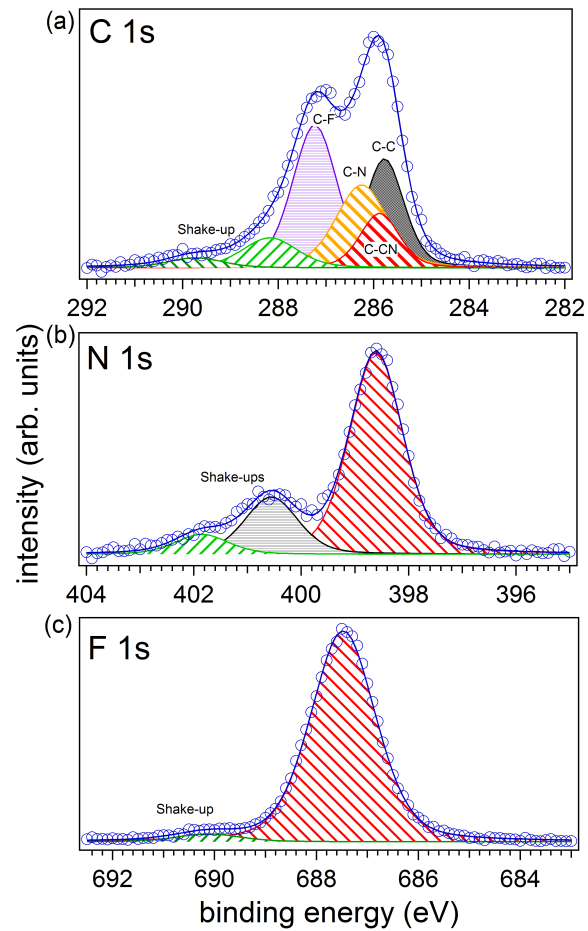 (a)
C 1s
C-F
C-C
C-N
Shake-up
C-CN
292 290 288 286 284 282
(b)
N 1s
Shake-ups
404 402 400 398 396
(c)
F 1s
Shake-up
692 690 688 686 684
binding energy (eV)
intensity (arb. units)